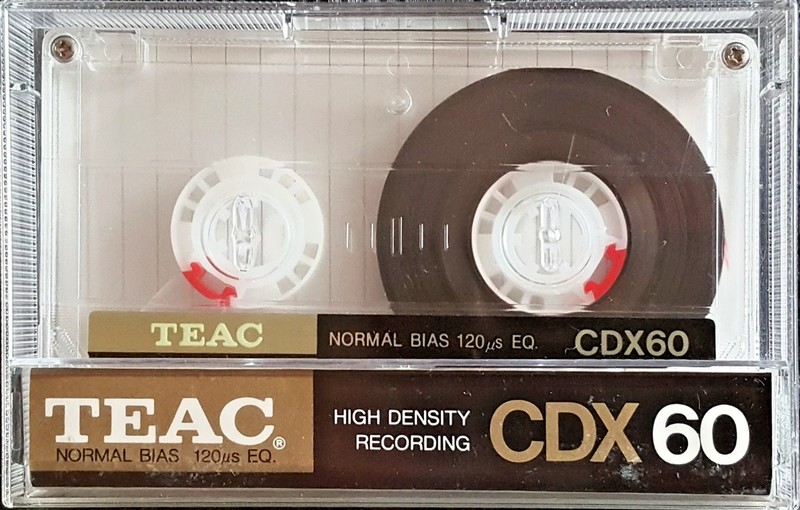 TEAC NORMAL BIAS 120µs EQ. CDX60
TEAC® HIGH DENSITY RECORDING CDX 60
NORMAL BIAS 120µs EQ.